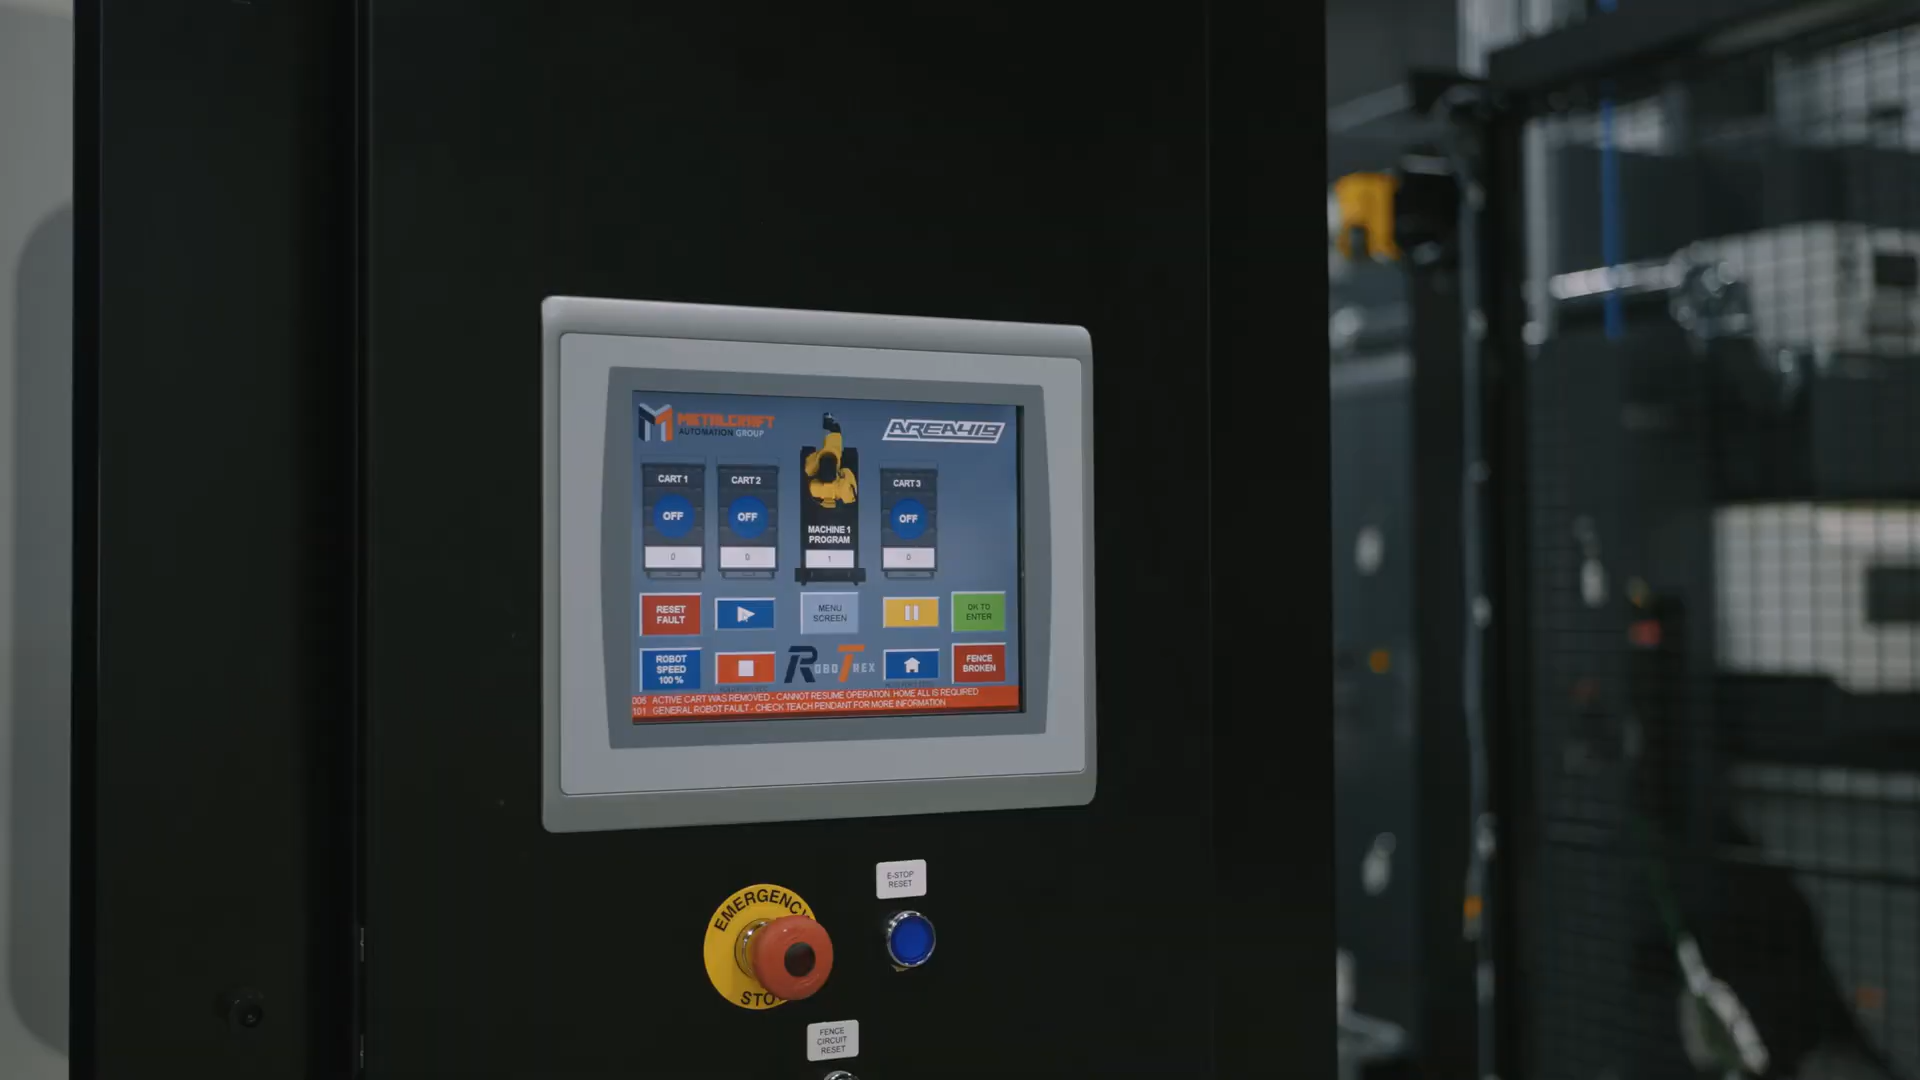 METALCRAFT
AUTOMATION GROUP
AREA419
CART 1
OFF
0
CART 2
OFF
0
MACHINE 1
PROGRAM
1
CART 3
OFF
0
RESET
FAULT
MENU
SCREEN
OK TO
ENTER
ROBOT
SPEED
100 %
ROBOTREX
FENCE
BROKEN
006 ACTIVE CART WAS REMOVED - CANNOT RESUME OPERATION. HOME ALL IS REQUIRED
101 GENERAL ROBOT FAULT - CHECK TEACH PENDANT FOR MORE INFORMATION
E-STOP
RESET
EMERGENCY
STO
FENCE
CIRCUIT
RESET